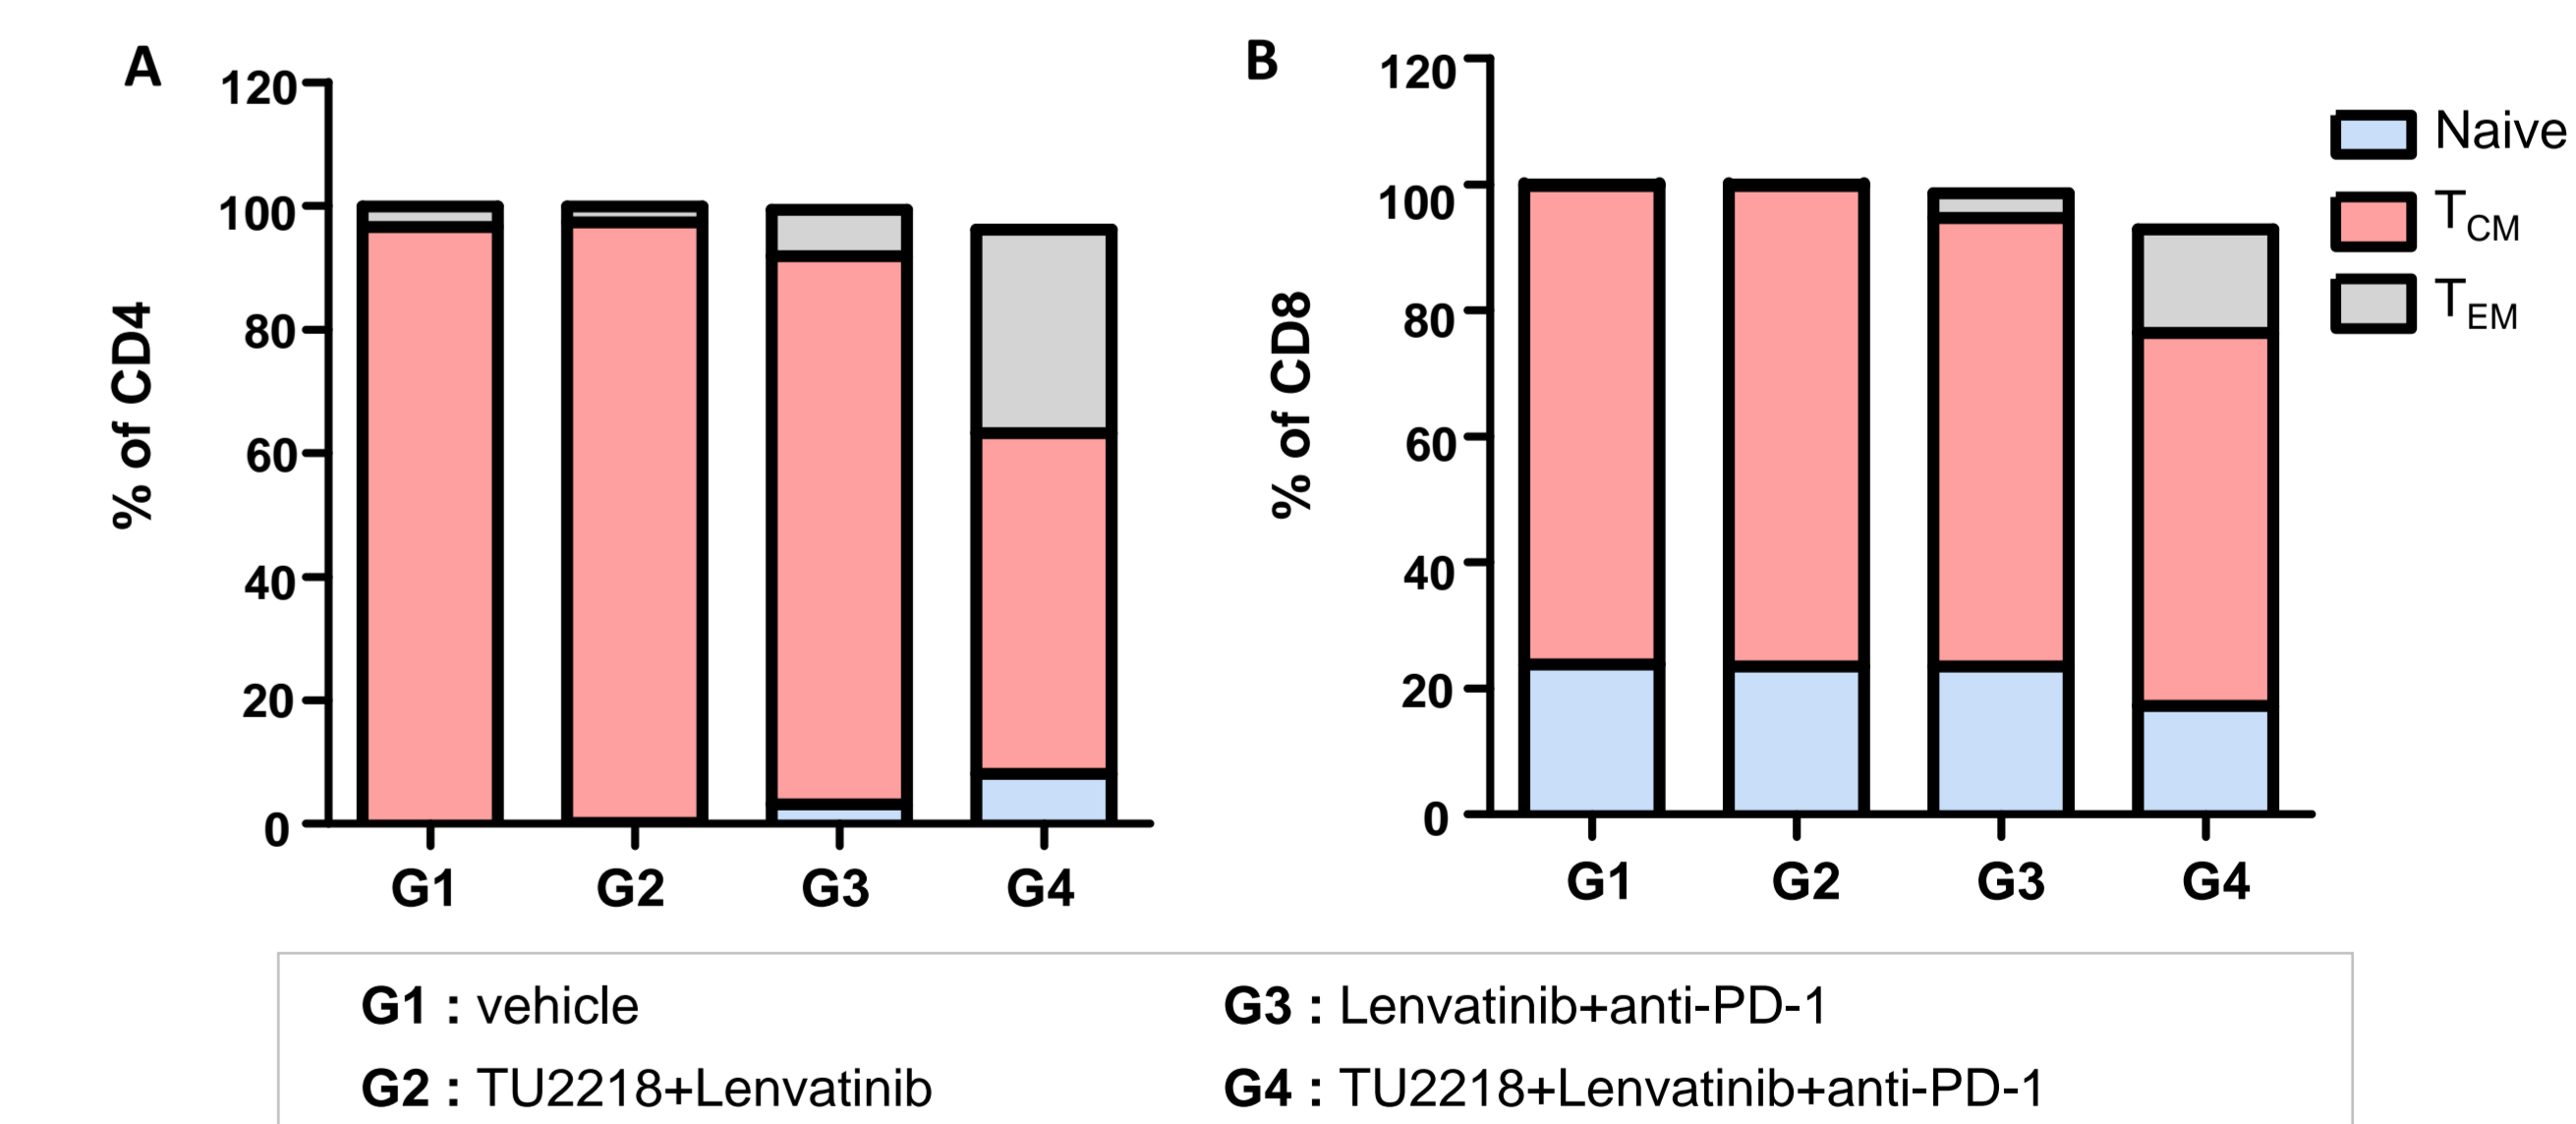 A
120
100
80
60
40
20
0
% of CD4
G1 G2 G3 G4
B
120
100
80
60
40
20
0
% of CD8
G1 G2 G3 G4
Naive
TCM
TEM
G1 : vehicle
G3 : Lenvatinib+anti-PD-1
G2 : TU2218+Lenvatinib
G4 : TU2218+Lenvatinib+anti-PD-1